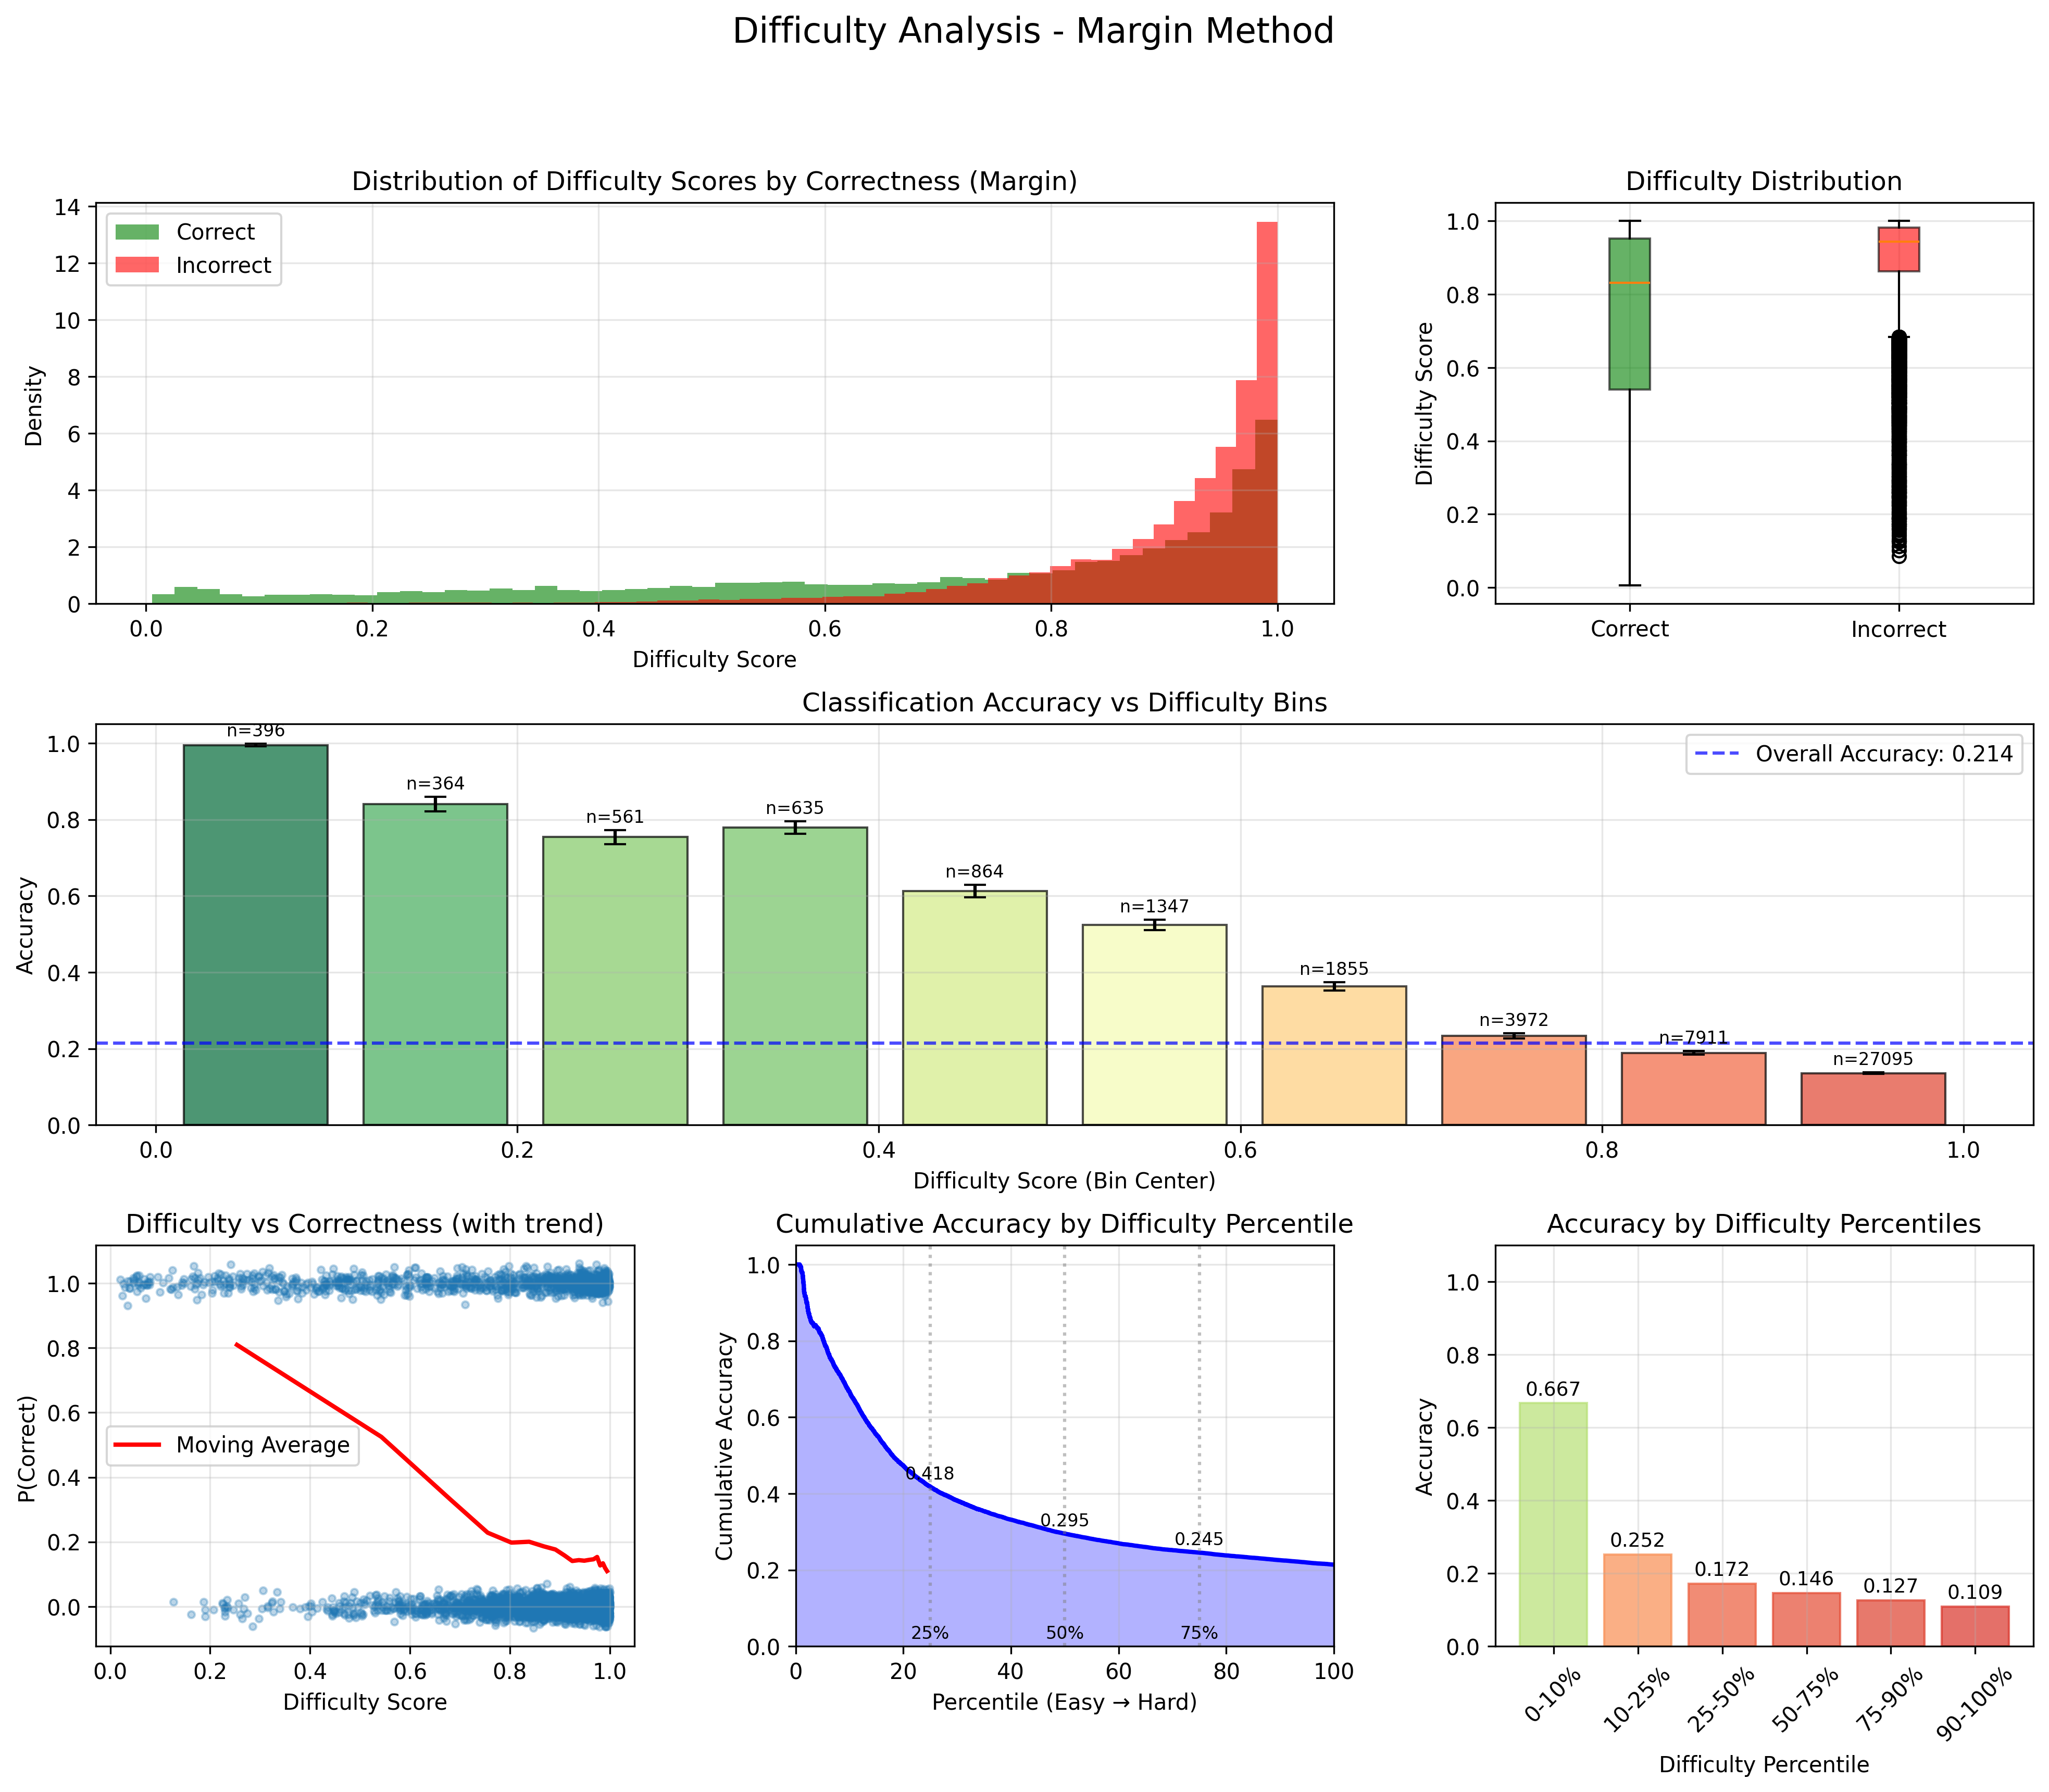 Difficulty Analysis - Margin Method
Distribution of Difficulty Scores by Correctness (Margin)
14
12
10
8
6
4
2
0
Density
Correct
Incorrect
0.0
0.2
0.4
0.6
0.8
1.0
Difficulty Score
Difficulty Distribution
1.0
0.8
0.6
0.4
0.2
0.0
Difficulty Score
Correct
Incorrect
Classification Accuracy vs Difficulty Bins
1.0
0.8
0.6
0.4
0.2
0.0
Accuracy
n=396
n=364
n=561
n=635
n=864
n=1347
n=1855
n=3972
n=7911
n=27095
Overall Accuracy: 0.214
0.0
0.2
0.4
0.6
0.8
1.0
Difficulty Score (Bin Center)
Difficulty vs Correctness (with trend)
1.0
0.8
0.6
0.4
0.2
0.0
P(Correct)
Moving Average
0.0
0.2
0.4
0.6
0.8
1.0
Difficulty Score
Cumulative Accuracy by Difficulty Percentile
1.0
0.8
0.6
0.4
0.2
0.0
Cumulative Accuracy
0.418
0.295
0.245
25%
50%
75%
0
20
40
60
80
100
Percentile (Easy → Hard)
Accuracy by Difficulty Percentiles
1.0
0.8
0.6
0.4
0.2
0.0
Accuracy
0.667
0.252
0.172
0.146
0.127
0.109
0-10%
10-25%
25-50%
50-75%
75-90%
90-100%
Difficulty Percentile